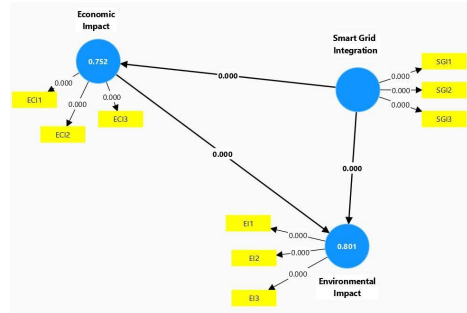 Economic
Impact
0.752
0.000
ECI1
0.000
ECI2
0.000
ECI3
0.000
Smart Grid
Integration
0.000
SGI1
0.000
SGI2
0.000
SGI3
0.000
0.000
EI1
0.000
EI2
0.000
EI3
0.000
0.801
Environmental
Impact